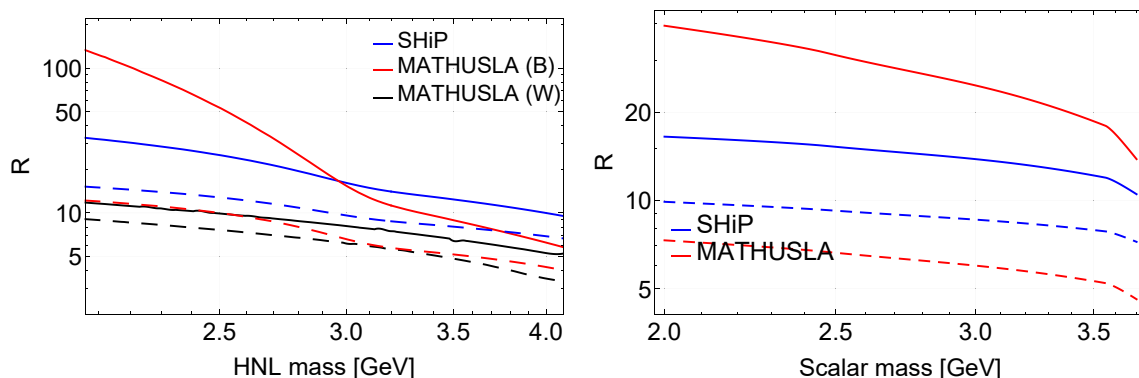 SHiP
MATHUSLA (B)
MATHUSLA (W)
100
50
10
5
R
2.5
3.0
3.5
4.0
HNL mass [GeV]
20
10
5
R
SHiP
MATHUSLA
2.0
2.5
3.0
3.5
Scalar mass [GeV]